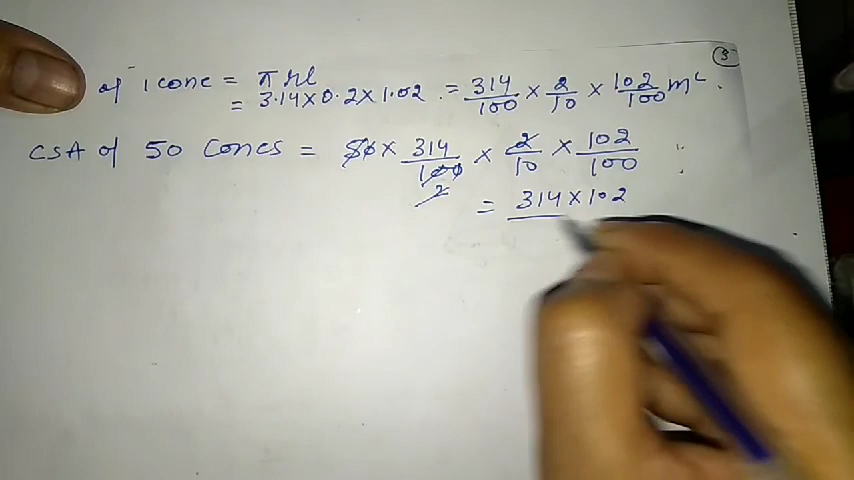 3
of 1 cone = πrl
= 3.14×0.2×1.02 = 314/100 × 2/10 × 102/100 m².
CSA of 50 Cones = 50 × 314/100 × 2/10 × 102/100
2
= 314×102